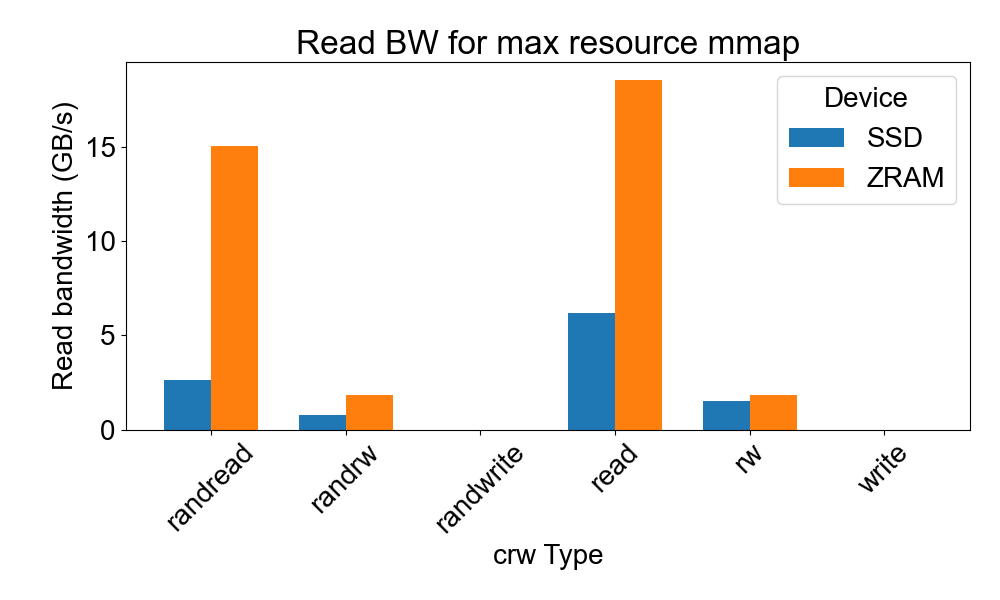 Read BW for max resource mmap
Read bandwidth (GB/s)
15
10
5
0
Device
SSD
ZRAM
randread
randrw
randwrite
read
rw
write
crw Type